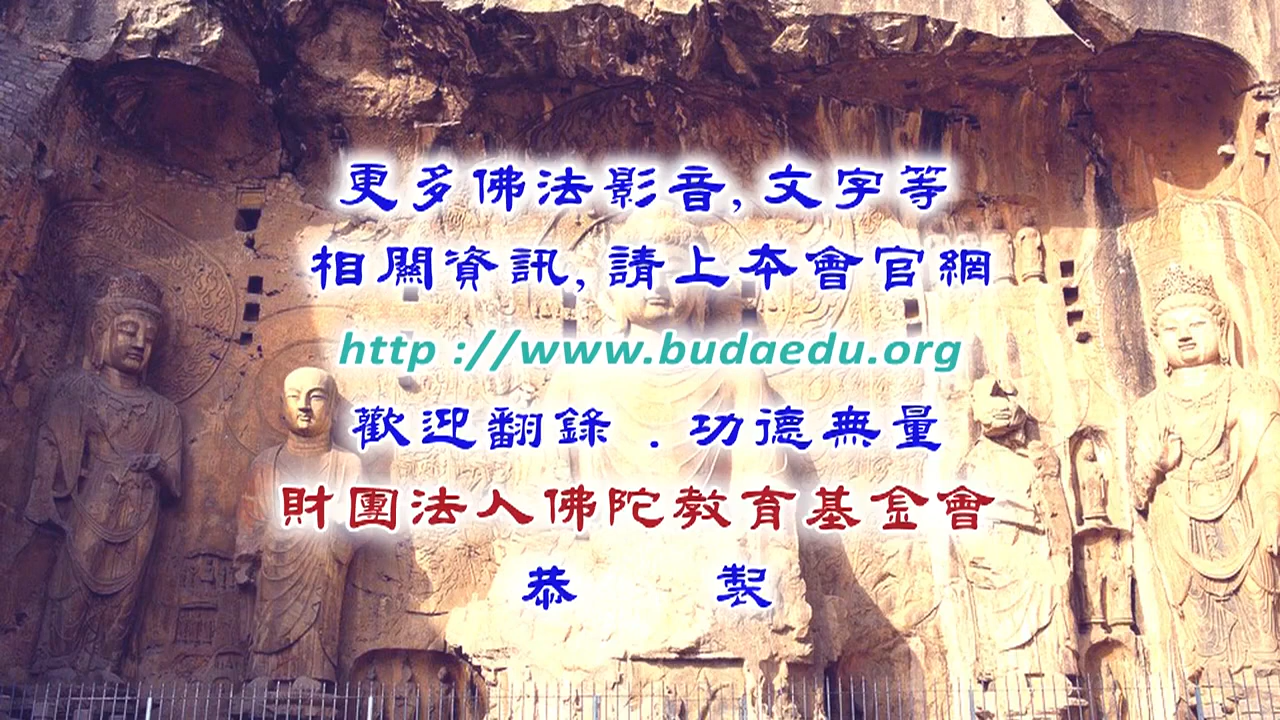 更多佛法影音,文字等
相關資訊,請上本會官網
http ://www.budaedu.org
歡迎翻錄 . 功德無量
財團法人佛陀教育基金會
恭 製